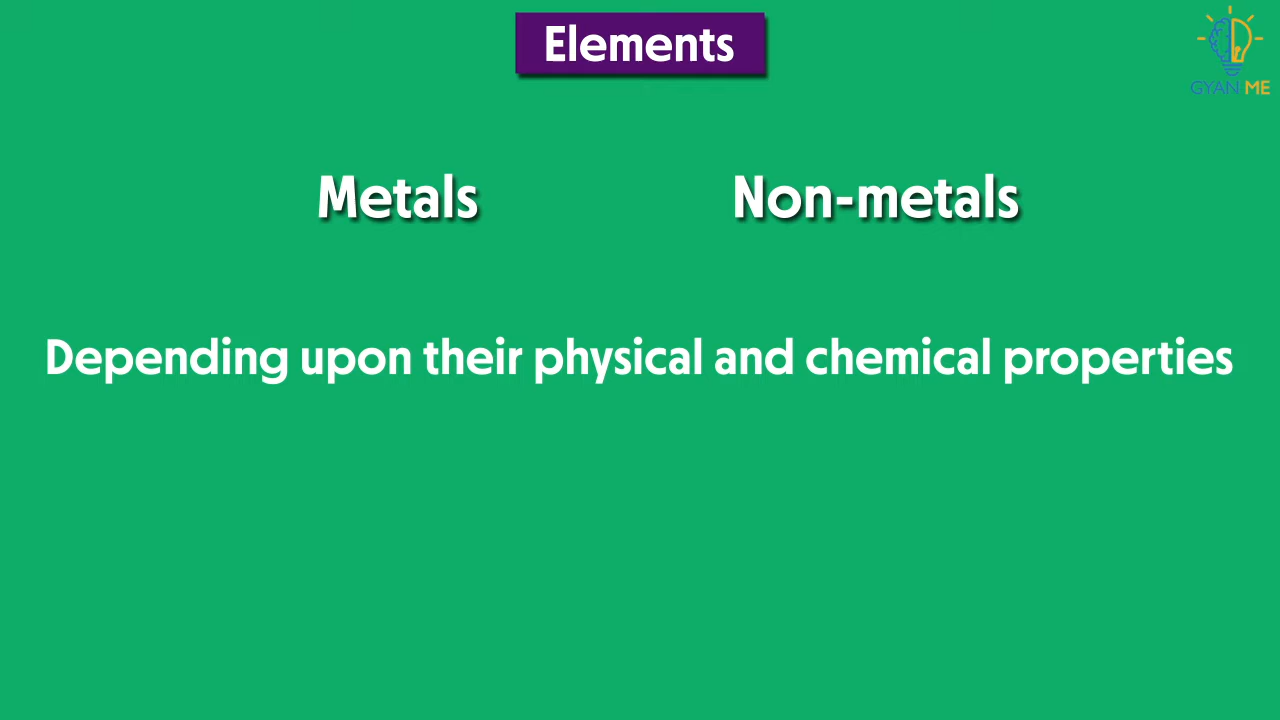 Elements
GYAN ME
Metals Non-metals
Depending upon their physical and chemical properties